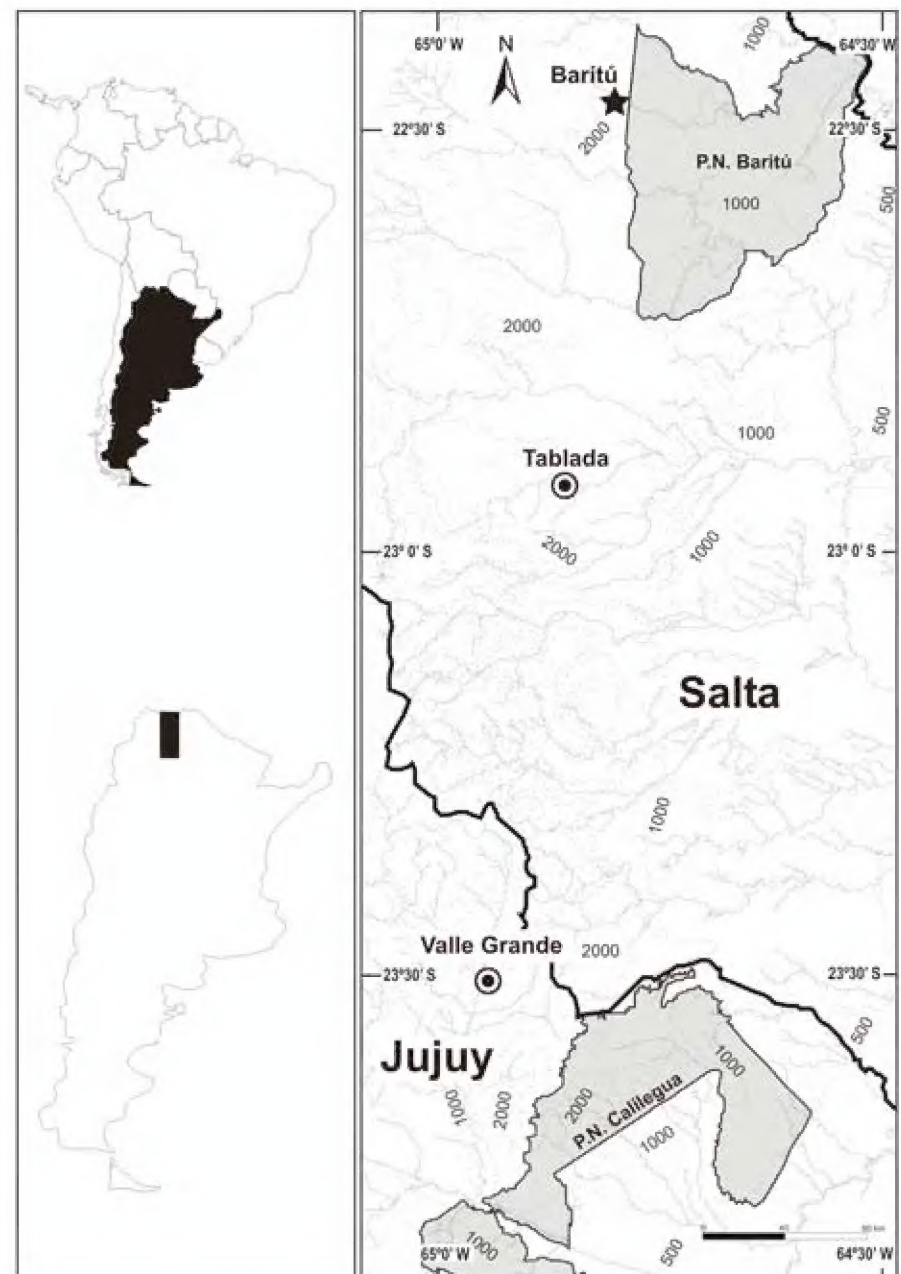 65°0' W
N
1000
64°30' W
Baritú
22°30' S
2000
22°30' S
P.N. Baritú
1000
500
2000
1000
500
Tablada
2000
1000
23° 0' S
23° 0' S
Salta
1000
Valle Grande
2000
23°30' S
23°30' S
500
Jujuy
1000
1000
2000
2000
P.N. Calilegua
1000
1000
500
65°0' W
64°30' W